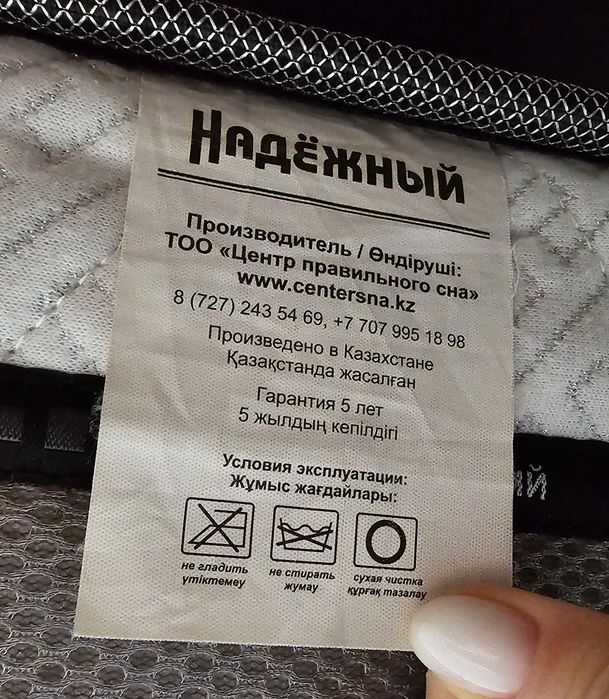 Надёжный
Производитель / Өндіруші:
ТОО «Центр правильного сна»
www.centersna.kz
8 (727) 243 54 69, +7 707 995 18 98
Произведено в Казахстане
Қазақстанда жасалған
Гарантия 5 лет
5 жылдың кепілдігі
Условия эксплуатации:
Жұмыс жағдайлары:
не гладить не стирать сухая чистка
үтіктемеу жумау құрғақ тазалау